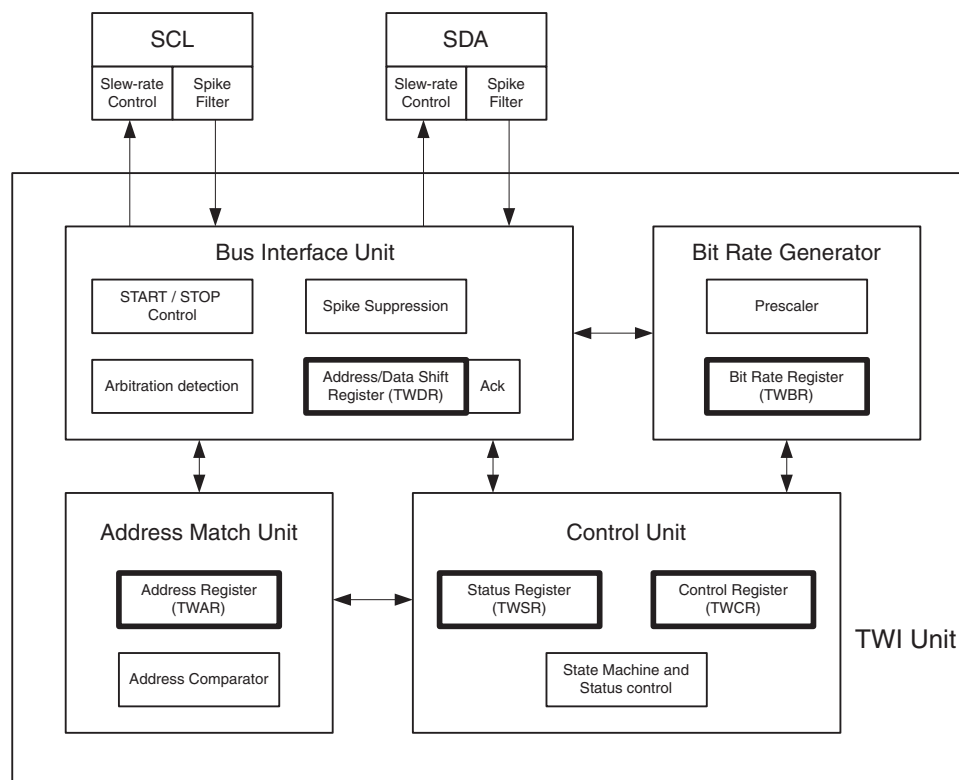 SCL
Slew-rate
Control
Spike
Filter
SDA
Slew-rate
Control
Spike
Filter
Bus Interface Unit
START / STOP
Control
Spike Suppression
Arbitration detection
Address/Data Shift
Register (TWDR)
Ack
Bit Rate Generator
Prescaler
Bit Rate Register
(TWBR)
Address Match Unit
Address Register
(TWAR)
Address Comparator
Control Unit
Status Register
(TWSR)
Control Register
(TWCR)
State Machine and
Status control
TWI Unit